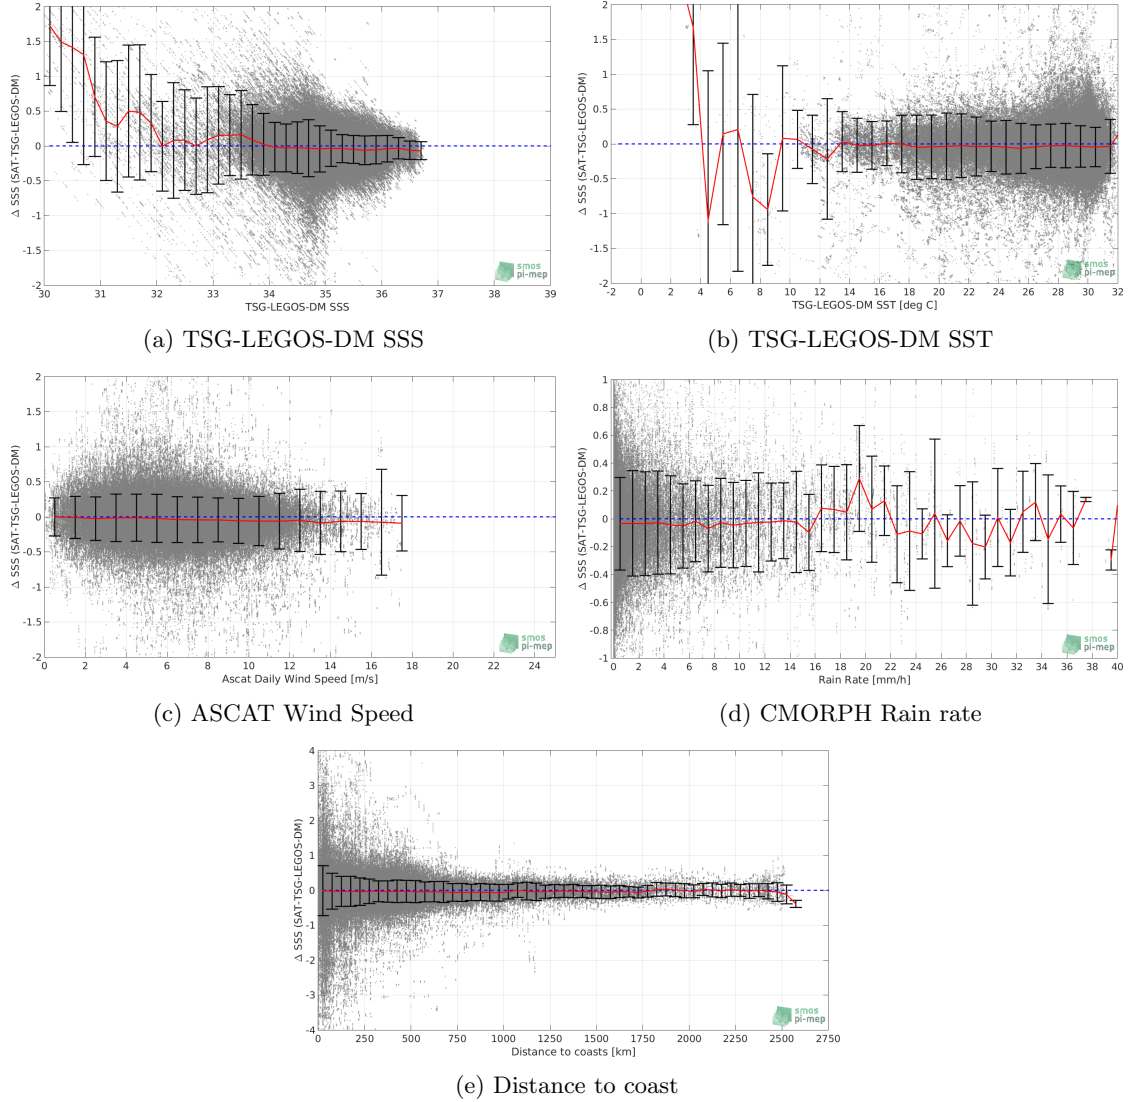 2
1.5
1
0.5
0
-0.5
-1
-1.5
-2
Δ SSS (SAT-TSG-LEGOS-DM)
30 31 32 33 34 35 36 37 38 39
TSG-LEGOS-DM SSS
smos
pi-mep
(a) TSG-LEGOS-DM SSS
2
1.5
1
0.5
0
-0.5
-1
-1.5
-2
Δ SSS (SAT-TSG-LEGOS-DM)
-2 0 2 4 6 8 10 12 14 16 18 20 22 24 26 28 30 32
TSG-LEGOS-DM SST [deg C]
smos
pi-mep
(b) TSG-LEGOS-DM SST
2
1.5
1
0.5
0
-0.5
-1
-1.5
-2
Δ SSS (SAT-TSG-LEGOS-DM)
0 2 4 6 8 10 12 14 16 18 20 22 24
Ascat Daily Wind Speed [m/s]
smos
pi-mep
(c) ASCAT Wind Speed
1
0.8
0.6
0.4
0.2
0
-0.2
-0.4
-0.6
-0.8
-1
Δ SSS (SAT-TSG-LEGOS-DM)
0 2 4 6 8 10 12 14 16 18 20 22 24 26 28 30 32 34 36 38 40
Rain Rate [mm/h]
smos
pi-mep
(d) CMORPH Rain rate
4
3
2
1
0
-1
-2
-3
-4
Δ SSS (SAT-TSG-LEGOS-DM)
0 250 500 750 1000 1250 1500 1750 2000 2250 2500 2750
Distance to coasts [km]
smos
pi-mep
(e) Distance to coast